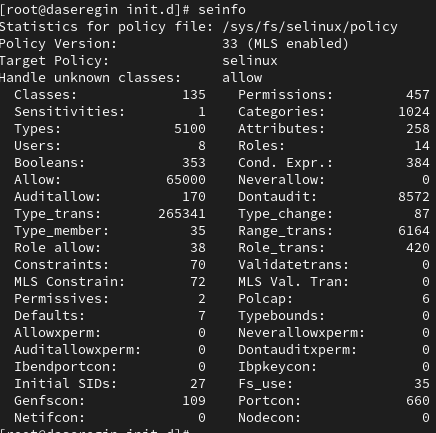 [root@daseregin init.d]# seinfo
Statistics for policy file: /sys/fs/selinux/policy
Policy Version: 33 (MLS enabled)
Target Policy: selinux
Handle unknown classes: allow
Classes: 135 Permissions: 457
Sensitivities: 1 Categories: 1024
Types: 5100 Attributes: 258
Users: 8 Roles: 14
Booleans: 353 Cond. Expr.: 384
Allow: 65000 Neverallow: 0
Auditallow: 170 Dontaudit: 8572
Type_trans: 265341 Type_change: 87
Type_member: 35 Range_trans: 6164
Role allow: 38 Role_trans: 420
Constraints: 70 Validatetrans: 0
MLS Constrain: 72 MLS Val. Tran: 0
Permissives: 2 Polcap: 6
Defaults: 7 Typebounds: 0
Allowxperm: 0 Neverallowxperm: 0
Auditallowxperm: 0 Dontauditxperm: 0
Ibendportcon: 0 Ibpkeycon: 0
Initial SIDs: 27 Fs_use: 35
Genfscon: 109 Portcon: 660
Netifcon: 0 Nodecon: 0
[root@daseregin init.d]#